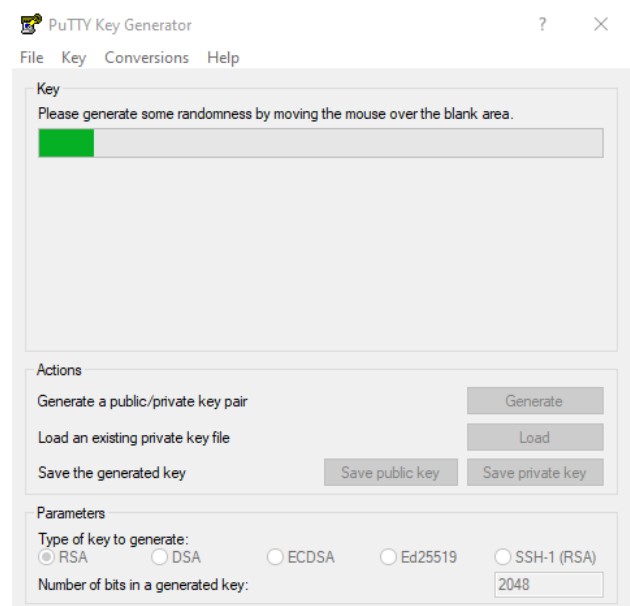 PuTTY Key Generator ? ×
File Key Conversions Help
Key
Please generate some randomness by moving the mouse over the blank area.
Actions
Generate a public/private key pair Generate
Load an existing private key file Load
Save the generated key Save public key Save private key
Parameters
Type of key to generate:
RSA DSA ECDSA Ed25519 SSH-1 (RSA)
Number of bits in a generated key: 2048